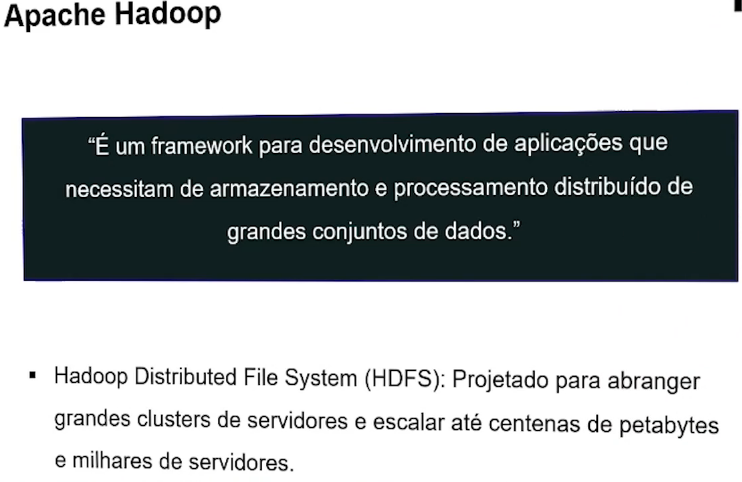 Apache Hadoop
“É um framework para desenvolvimento de aplicações que
necessitam de armazenamento e processamento distribuído de
grandes conjuntos de dados.”
▪ Hadoop Distributed File System (HDFS): Projetado para abranger
grandes clusters de servidores e escalar até centenas de petabytes
e milhares de servidores.